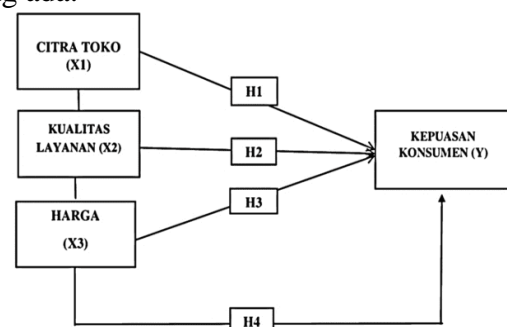 CITRA TOKO
(X1)
H1
KUALITAS
LAYANAN (X2)
H2
KEPUASAN
KONSUMEN (Y)
HARGA
(X3)
H3
H4